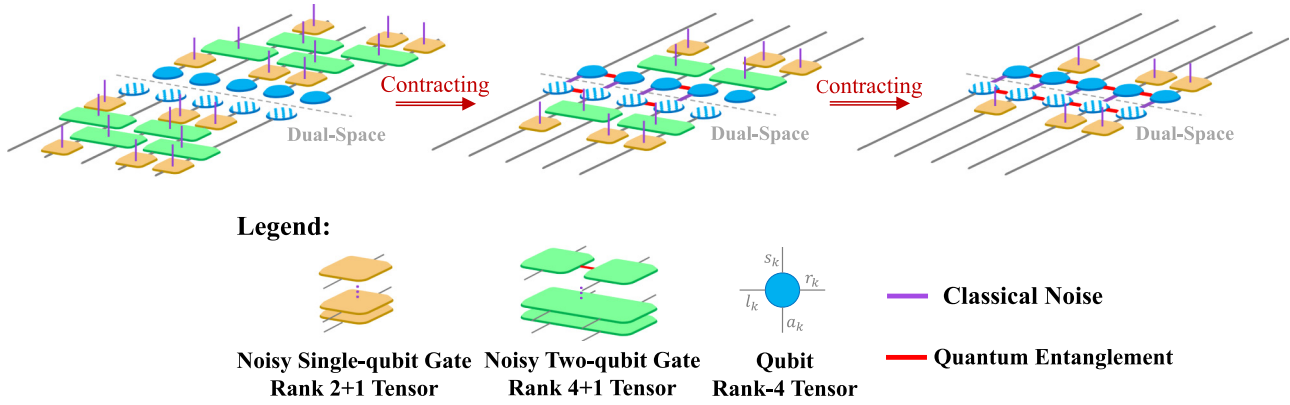 Contracting
Contracting
Dual-Space
Dual-Space
Dual-Space
Legend:
s_k
r_k
l_k
a_k
Classical Noise
Quantum Entanglement
Noisy Single-qubit Gate
Rank 2+1 Tensor
Noisy Two-qubit Gate
Rank 4+1 Tensor
Qubit
Rank-4 Tensor